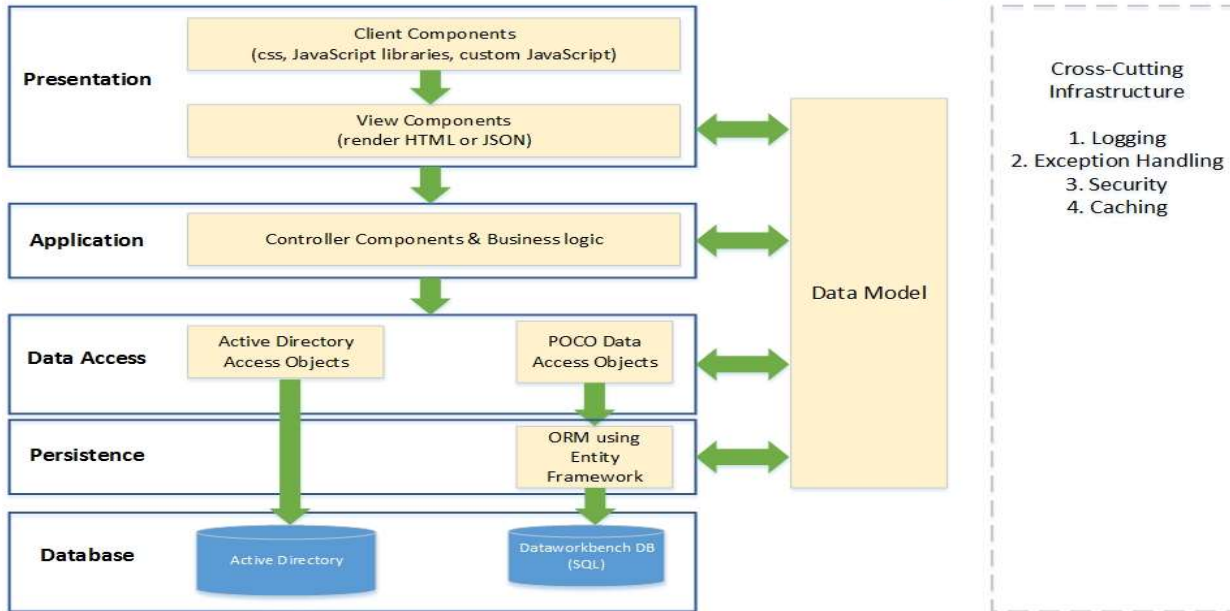 Presentation
Client Components
(css, JavaScript libraries, custom JavaScript)
View Components
(render HTML or JSON)
Application
Controller Components & Business logic
Data Access
Active Directory
Access Objects
POCO Data
Access Objects
Persistence
ORM using
Entity
Framework
Database
Active Directory
Dataworkbench DB
(SQL)
Data Model
Cross-Cutting
Infrastructure
1. Logging
2. Exception Handling
3. Security
4. Caching